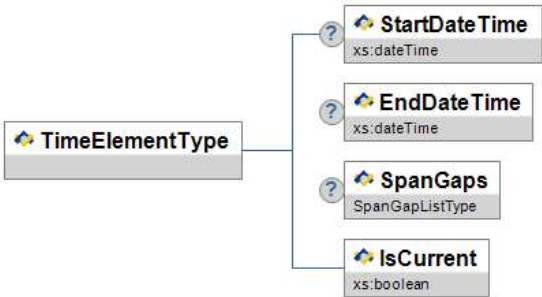 ?
StartDateTime
xs:dateTime
?
EndDateTime
xs:dateTime
TimeElementType
?
SpanGaps
SpanGapListType
IsCurrent
xs:boolean